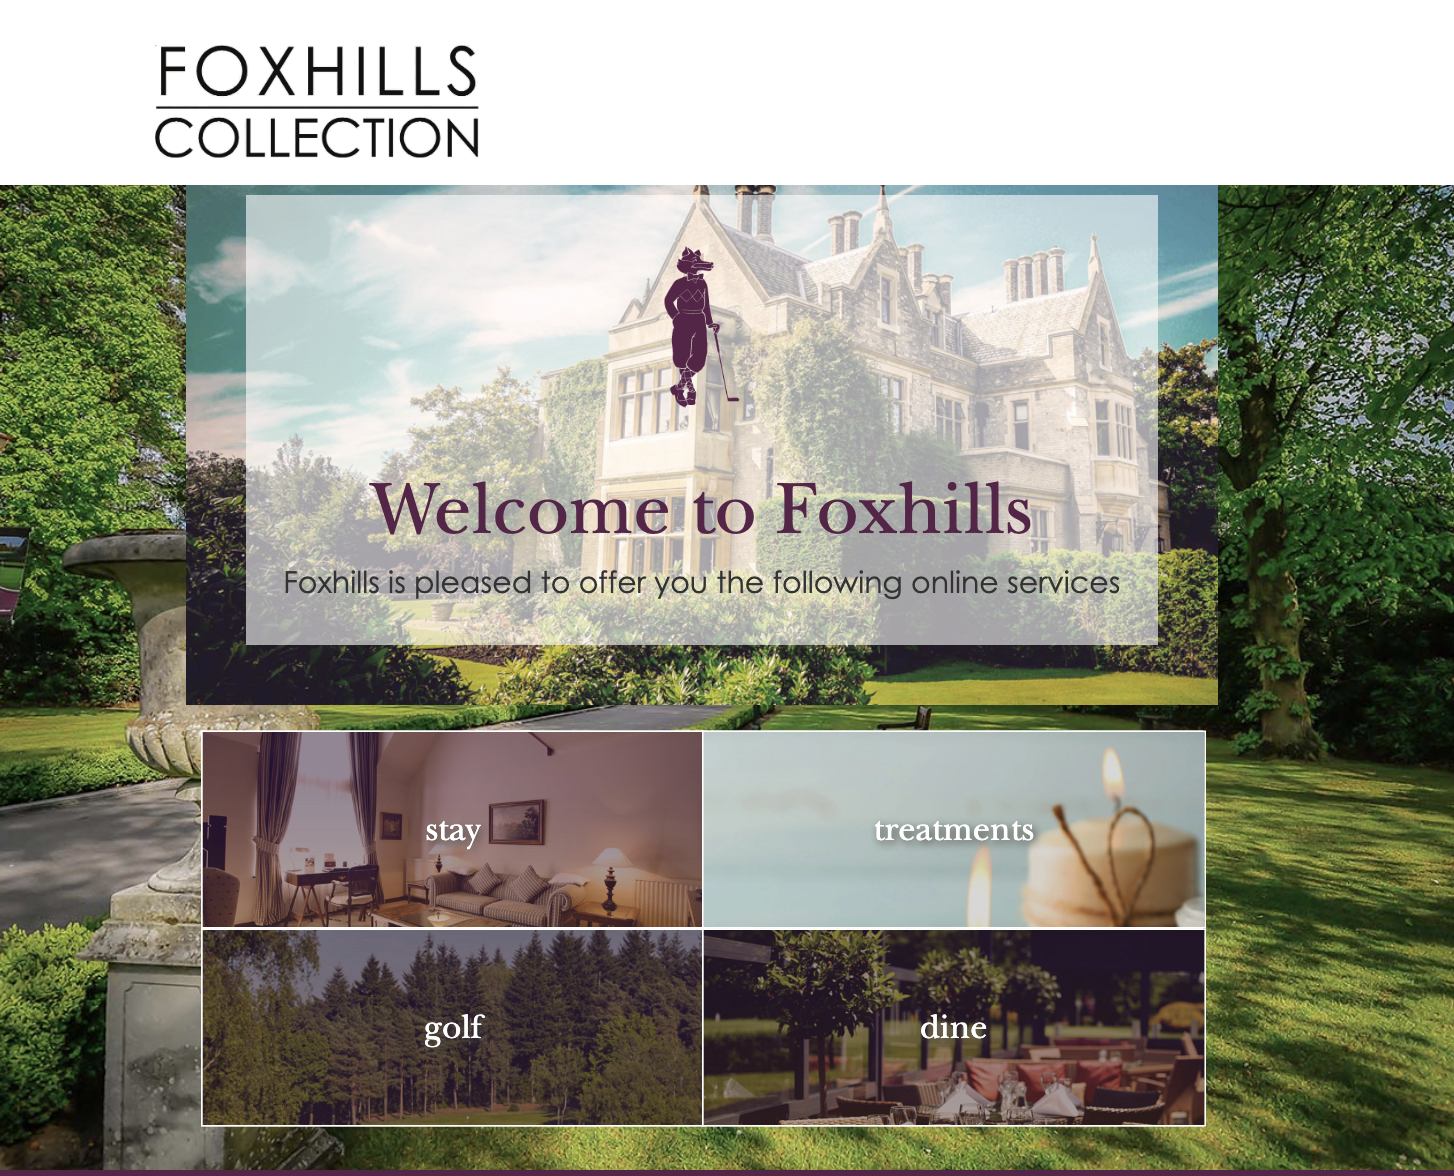 FOXHILLS
COLLECTION
Welcome to Foxhills
Foxhills is pleased to offer you the following online services
stay
treatments
golf
dine